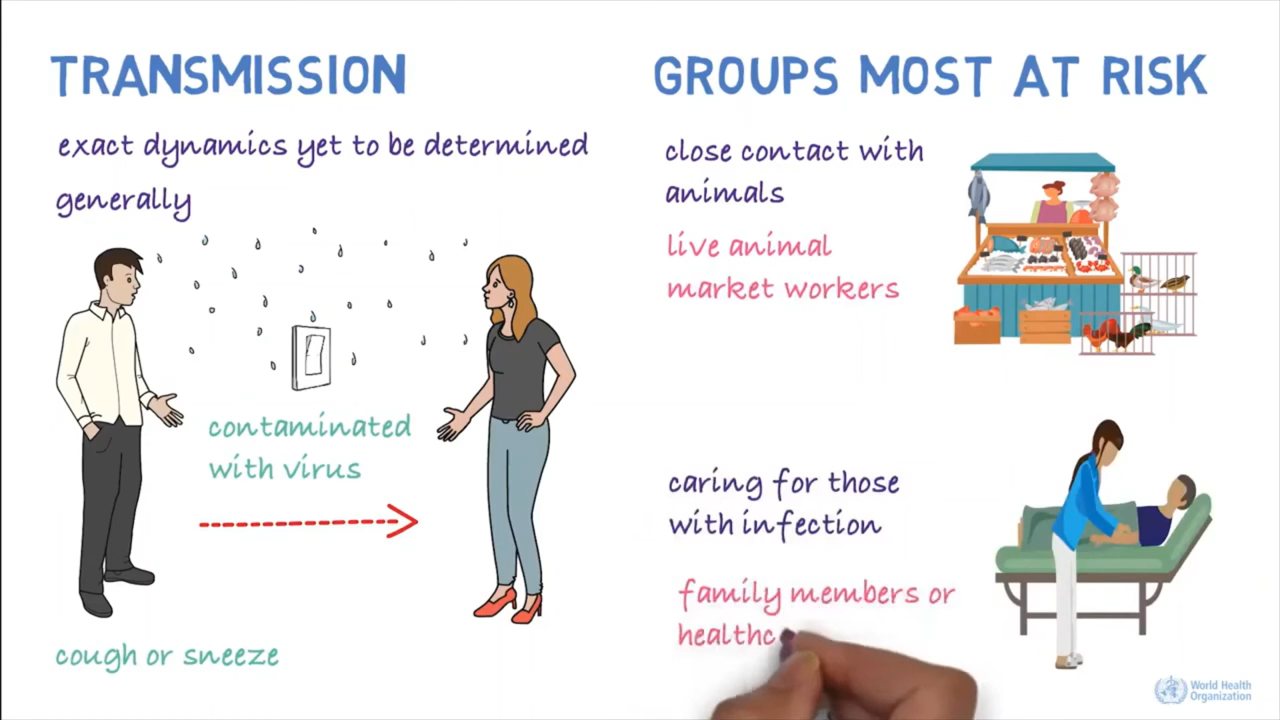 TRANSMISSION
exact dynamics yet to be determined
generally
contaminated
with virus
cough or sneeze
GROUPS MOST AT RISK
close contact with
animals
live animal
market workers
caring for those
with infection
family members or
healthc
World Health
Organization